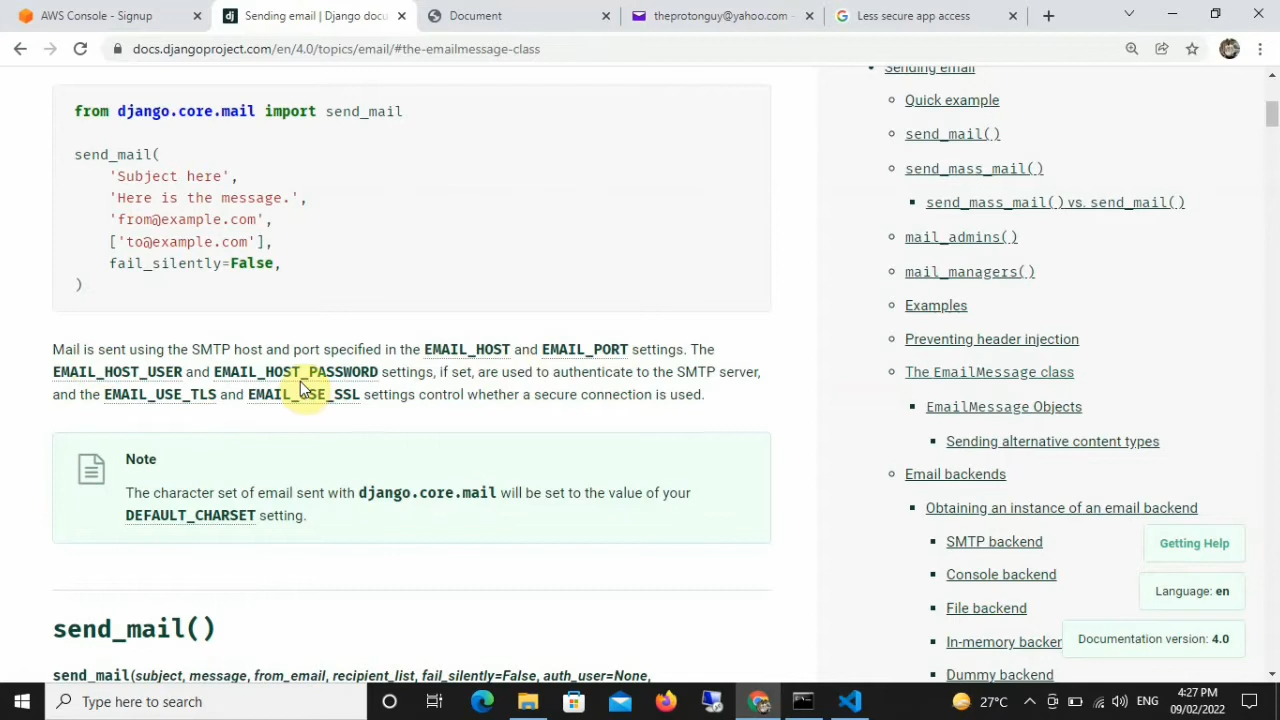 AWS Console - Signup
Sending email | Django docu
Document
theprotonguy@yahoo.com -
Less secure app access
docs.djangoproject.com/en/4.0/topics/email/#the-emailmessage-class
from django.core.mail import send_mail
send_mail(
'Subject here',
'Here is the message.',
'from@example.com',
['to@example.com'],
fail_silently=False,
)
Mail is sent using the SMTP host and port specified in the EMAIL_HOST and EMAIL_PORT settings. The
EMAIL_HOST_USER and EMAIL_HOST_PASSWORD settings, if set, are used to authenticate to the SMTP server,
and the EMAIL_USE_TLS and EMAIL_USE_SSL settings control whether a secure connection is used.
Note
The character set of email sent with django.core.mail will be set to the value of your
DEFAULT_CHARSET setting.
send_mail()
send_mail(subject, message, from_email, recipient_list, fail_silently=False, auth_user=None,
Sending email
Quick example
send_mail()
send_mass_mail()
send_mass_mail() vs. send_mail()
mail_admins()
mail_managers()
Examples
Preventing header injection
The EmailMessage class
EmailMessage Objects
Sending alternative content types
Email backends
Obtaining an instance of an email backend
SMTP backend
Console backend
File backend
In-memory backen
Dummy backend
Getting Help
Language: en
Documentation version: 4.0
Type here to search
27°C
ENG
4:27 PM
09/02/2022